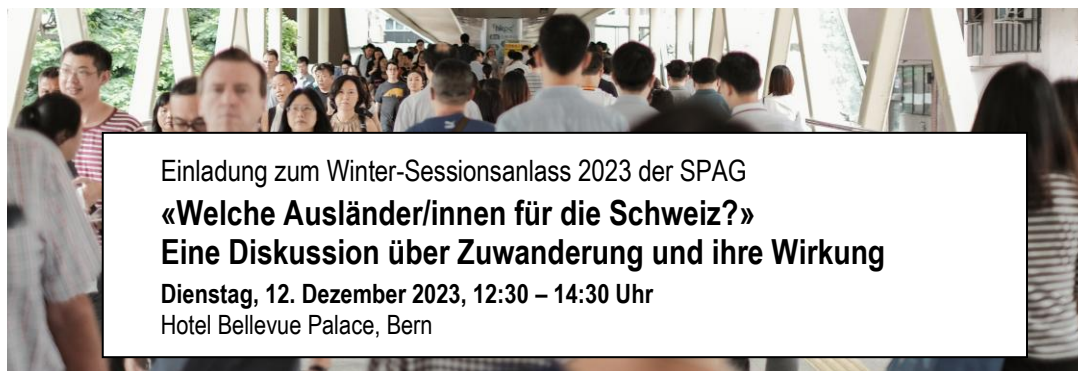 Einladung zum Winter-Sessionsanlass 2023 der SPAG
«Welche Ausländer/innen für die Schweiz?»
Eine Diskussion über Zuwanderung und ihre Wirkung
Dienstag, 12. Dezember 2023, 12:30 – 14:30 Uhr
Hotel Bellevue Palace, Bern